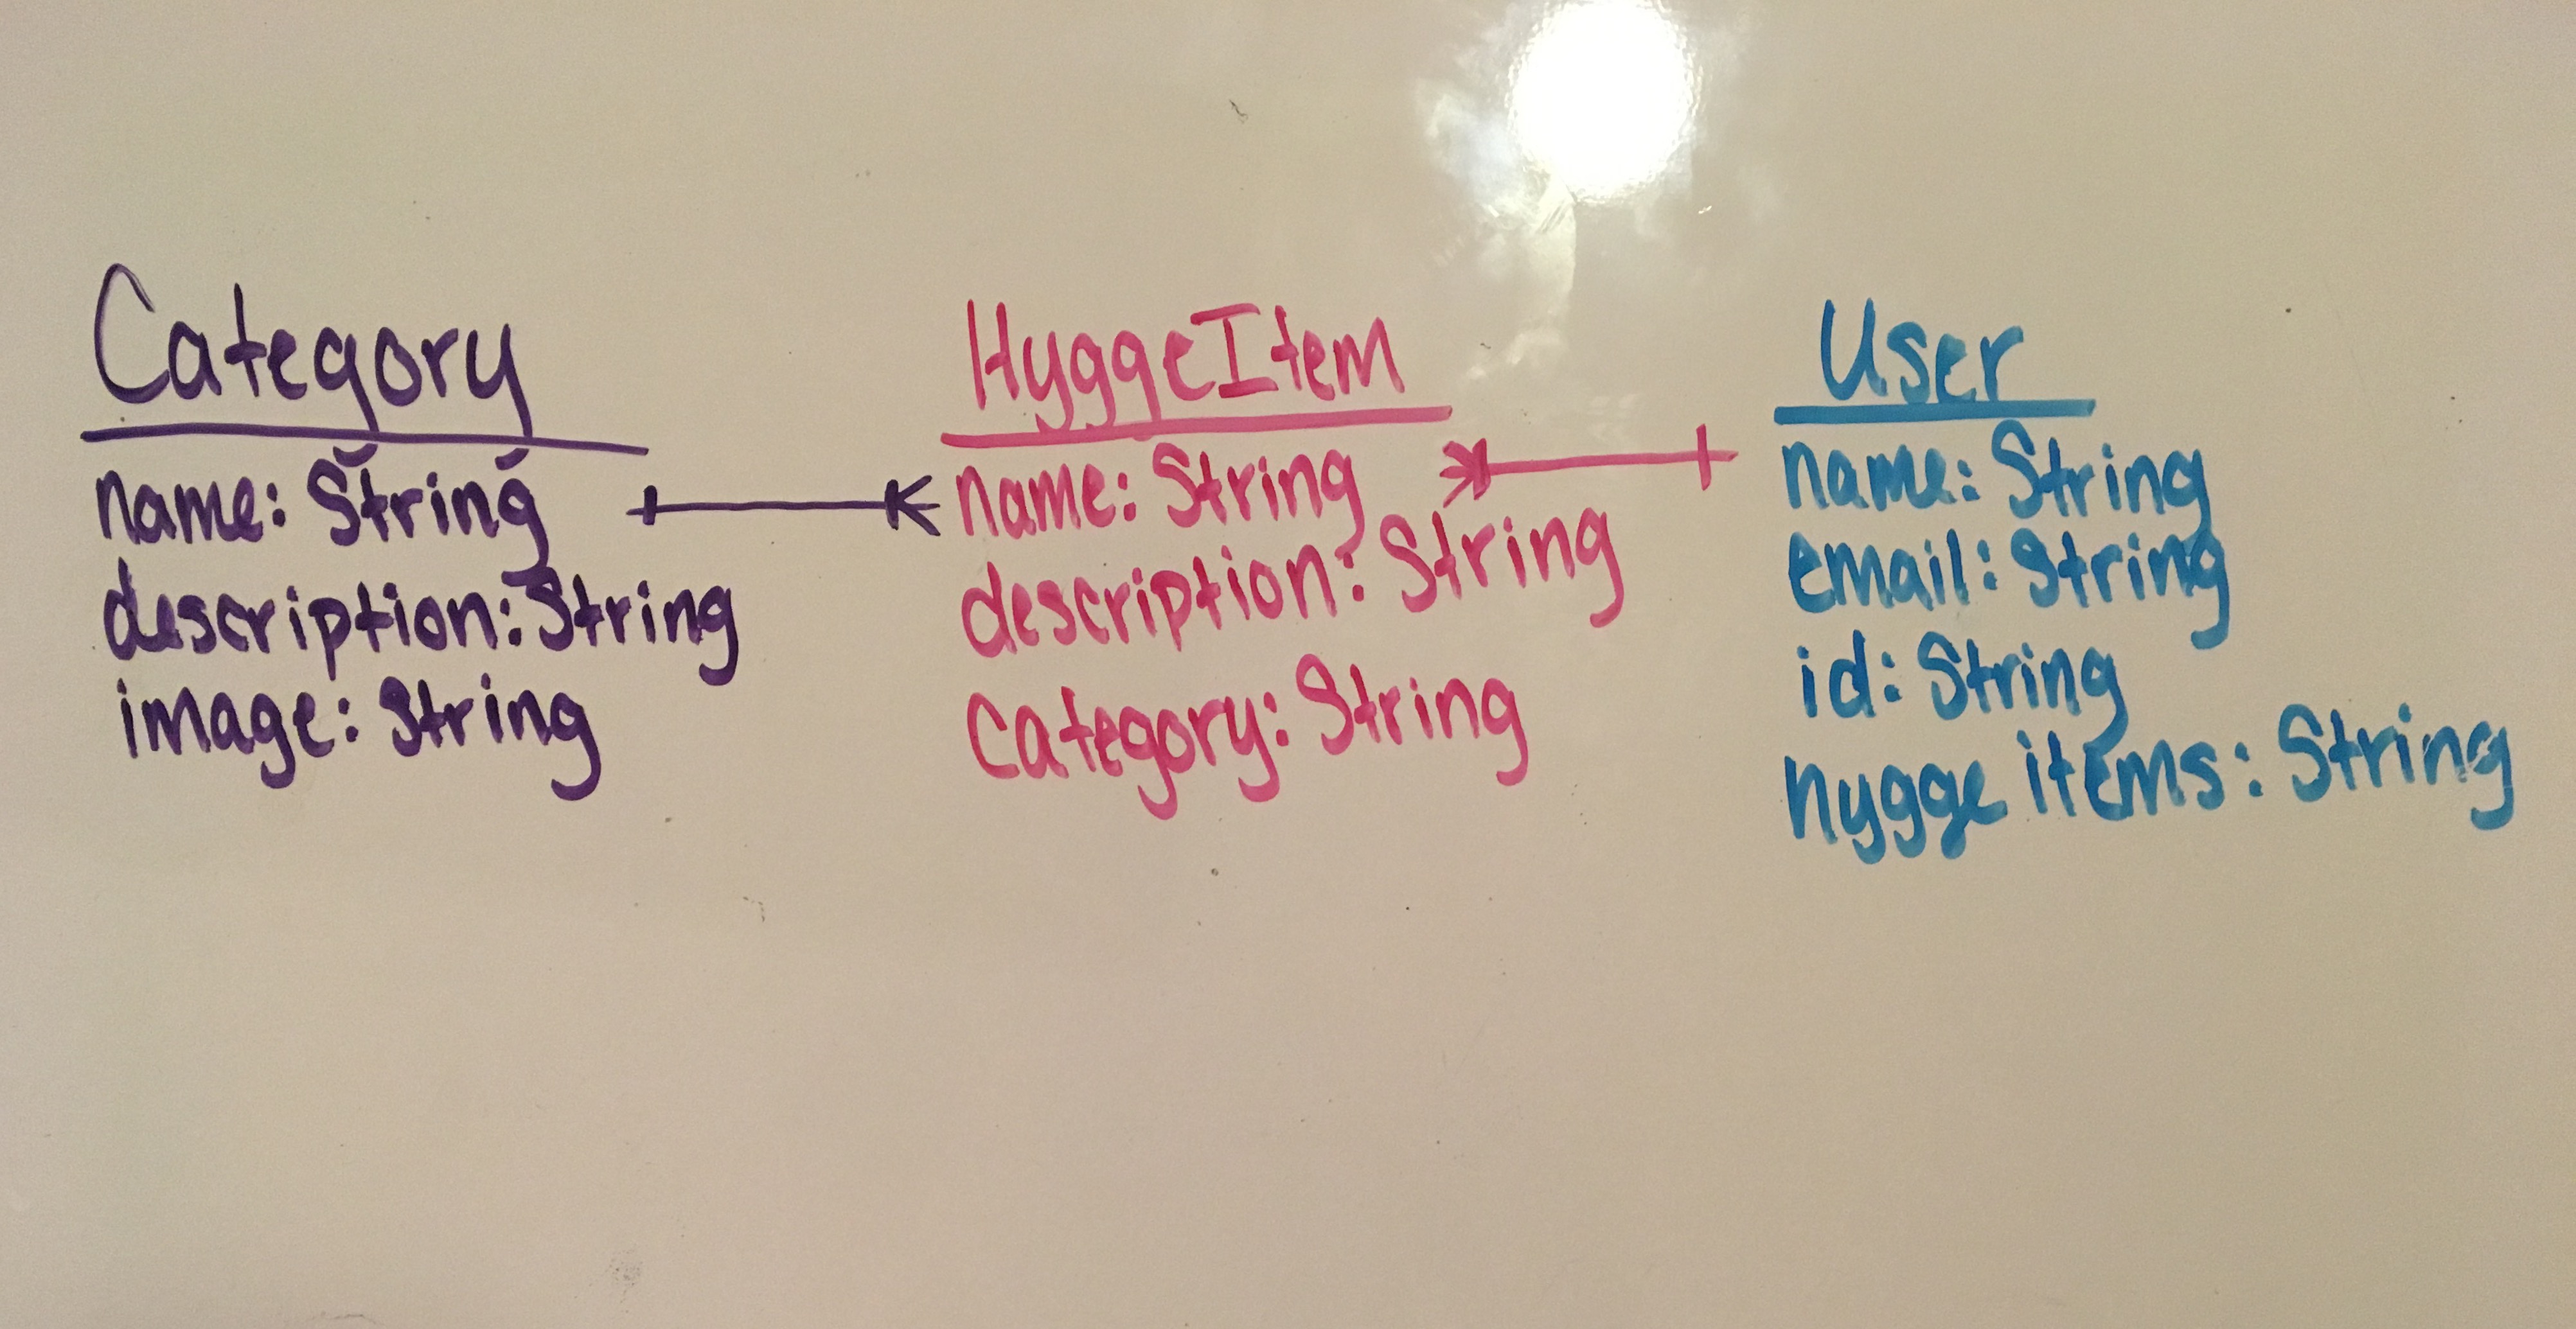 Category
name: String
description: String
image: String
HyggeItem
name: String
description: String
Category: String
User
name: String
email: String
id: String
hygge items: String